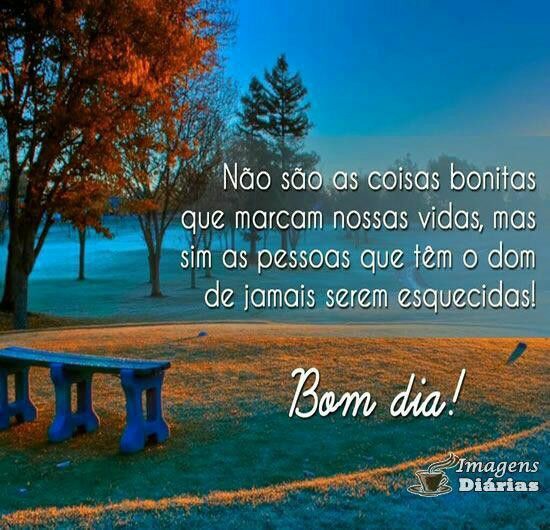 Não são as coisas bonitas
que marcam nossas vidas, mas
sim as pessoas que têm o dom
de jamais serem esquecidas!
Bom dia!
Imagens
Diárias